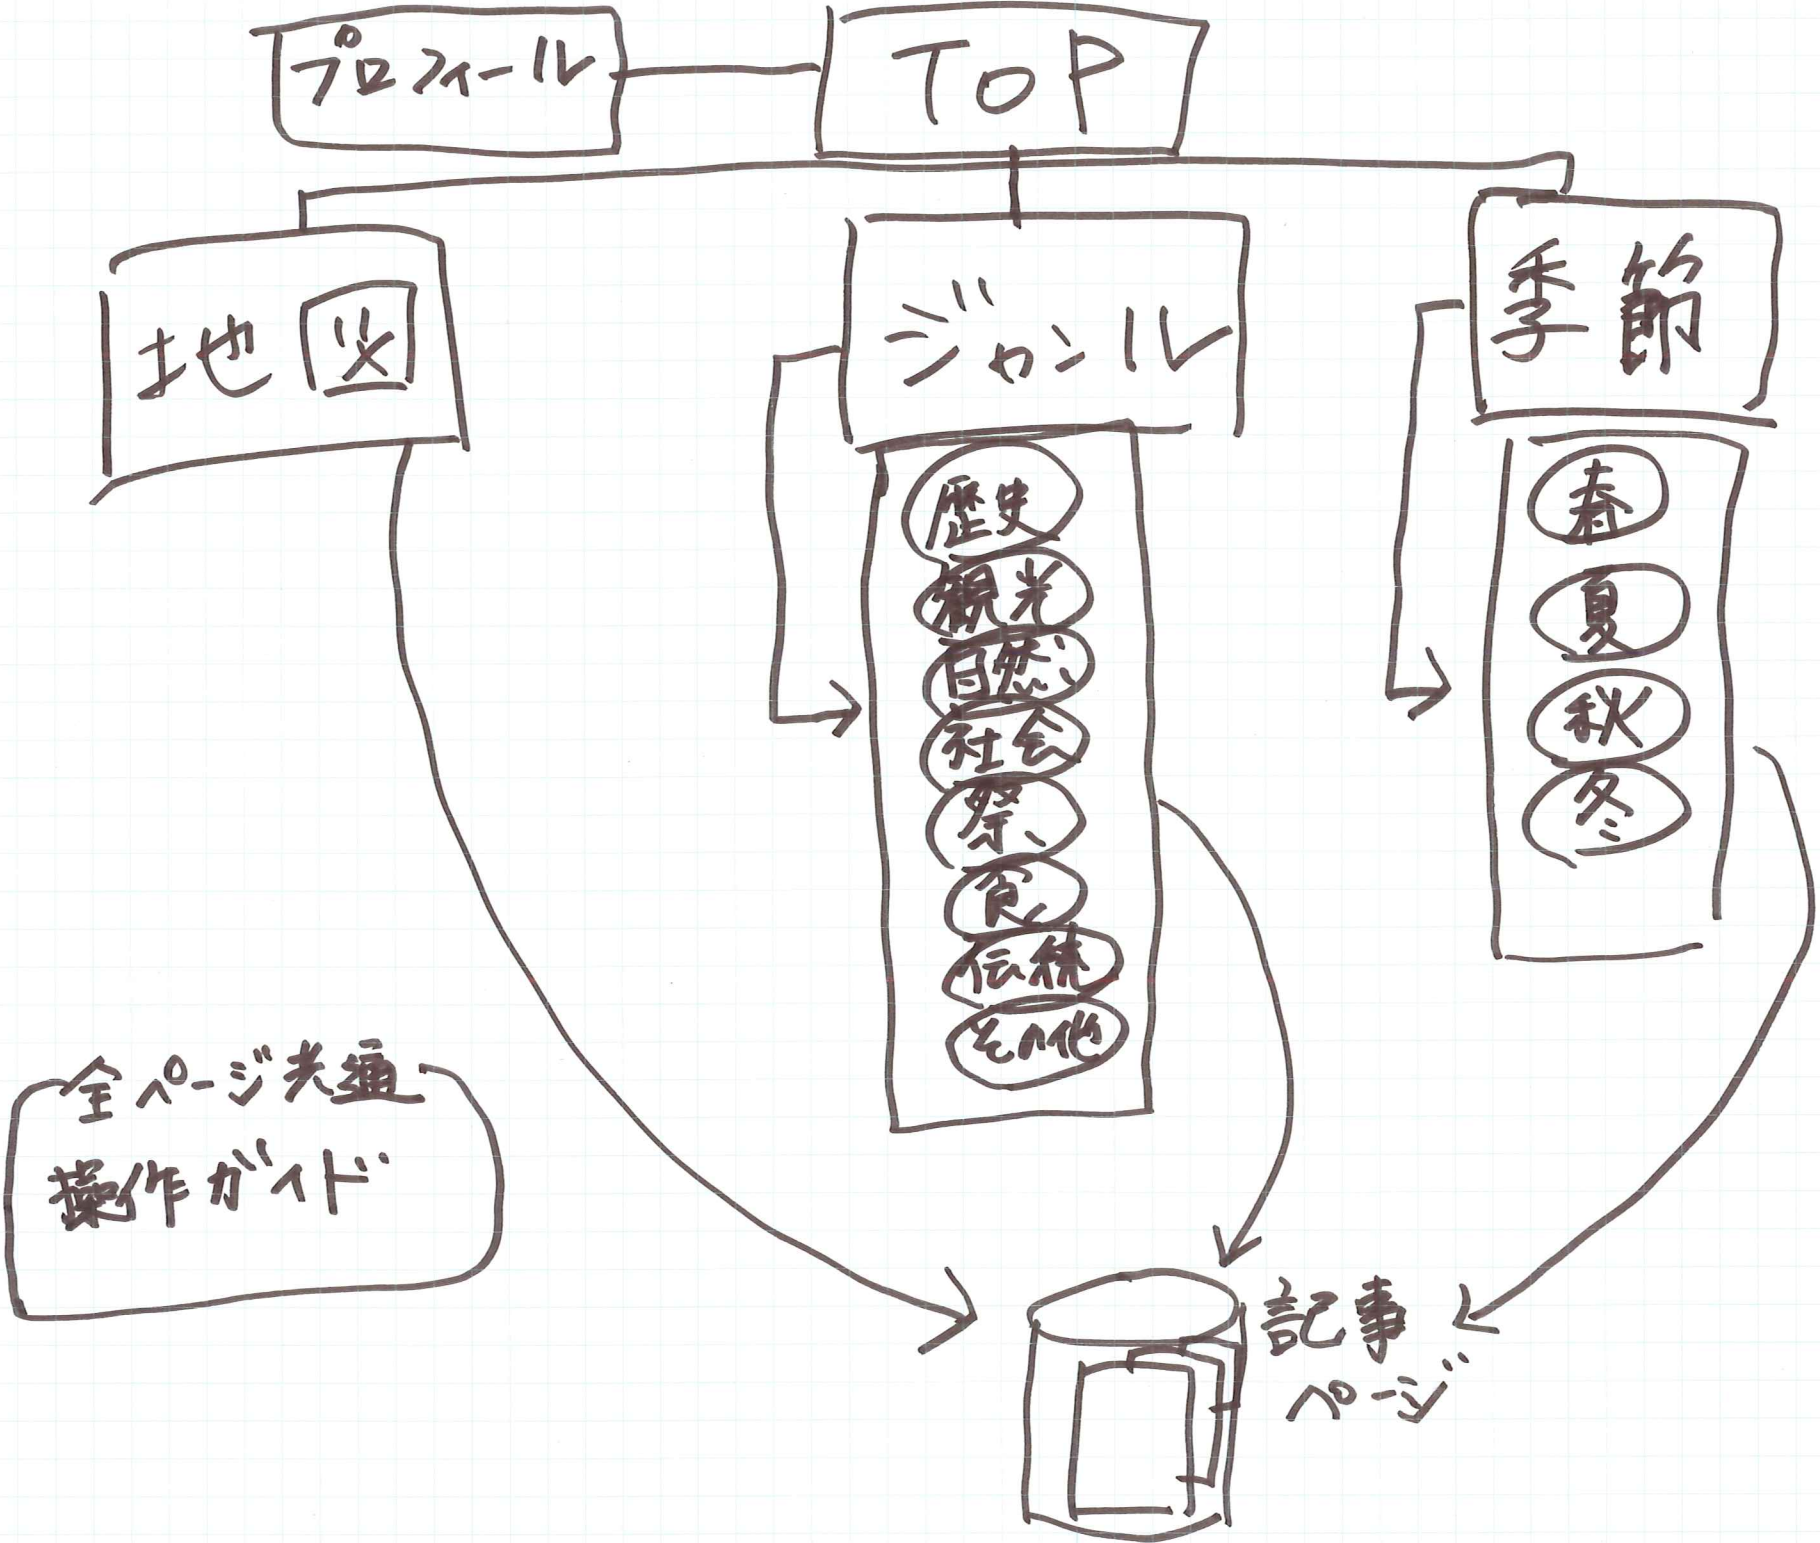 プロフィール
TOP
地図
ジャンル
季節
歴史
観光
自然
社会
祭
食
伝統
その他
春
夏
秋
冬
全ページ共通
操作ガイド
記事
ページ